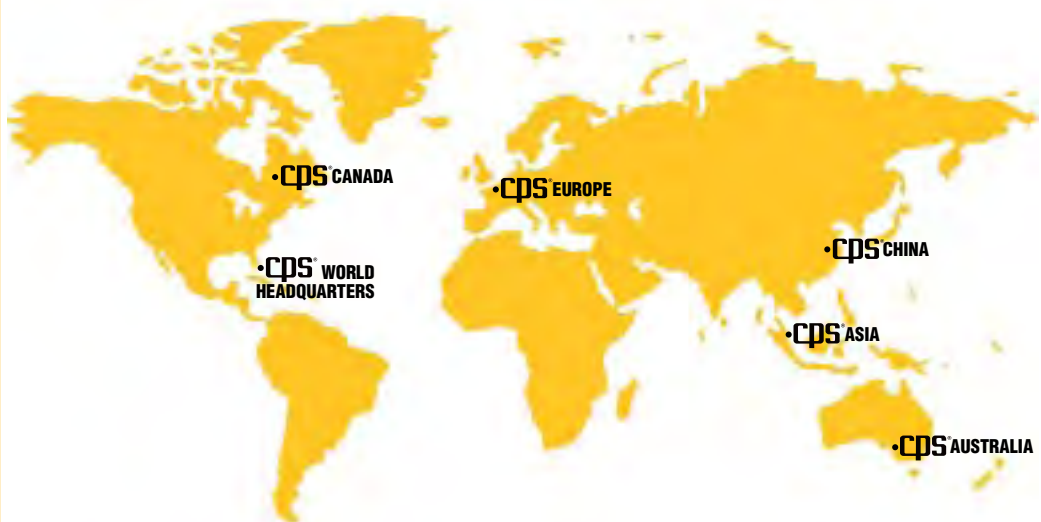 cps® CANADA
cps® EUROPE
cps® CHINA
cps® WORLD
HEADQUARTERS
cps® ASIA
cps® AUSTRALIA